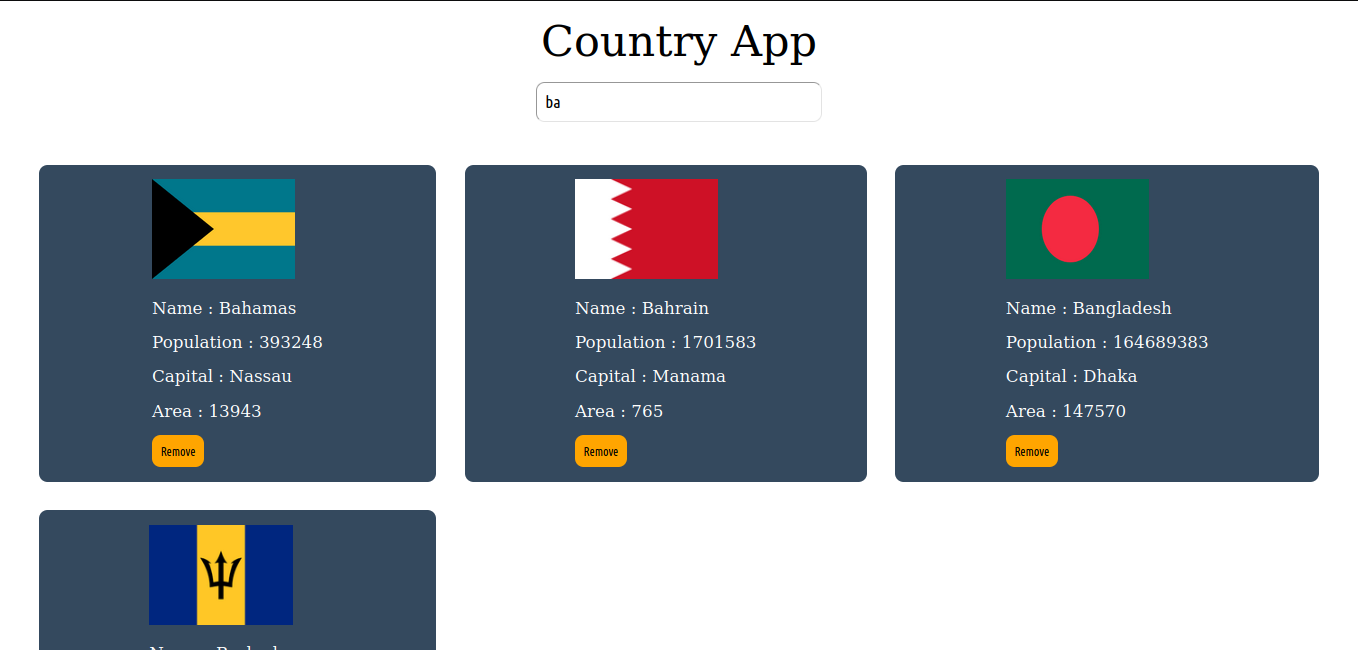 Country App
ba
Name : Bahamas
Population : 393248
Capital : Nassau
Area : 13943
Remove
Name : Bahrain
Population : 1701583
Capital : Manama
Area : 765
Remove
Name : Bangladesh
Population : 164689383
Capital : Dhaka
Area : 147570
Remove